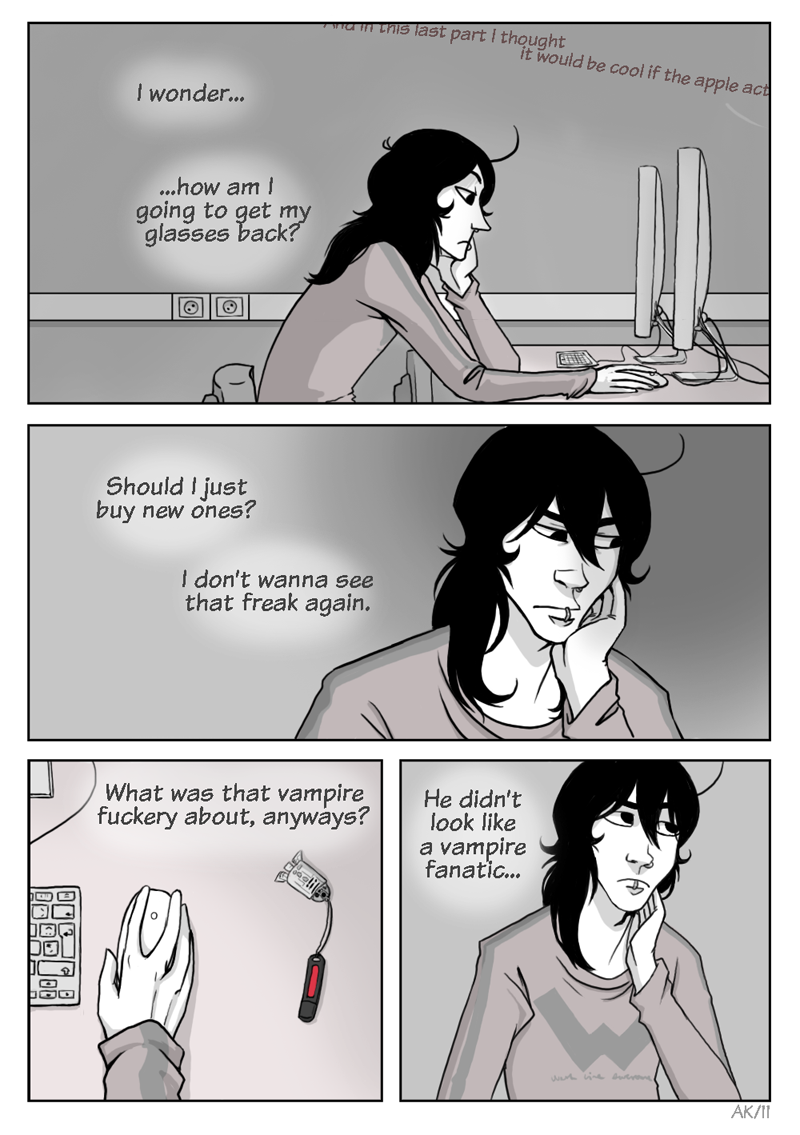 And in this last part I thought
it would be cool if the apple act
I wonder...
...how am I
going to get my
glasses back?
Should I just
buy new ones?
I don't wanna see
that freak again.
What was that vampire
fuckery about, anyways?
He didn't
look like
a vampire
fanatic...
W
AK/11